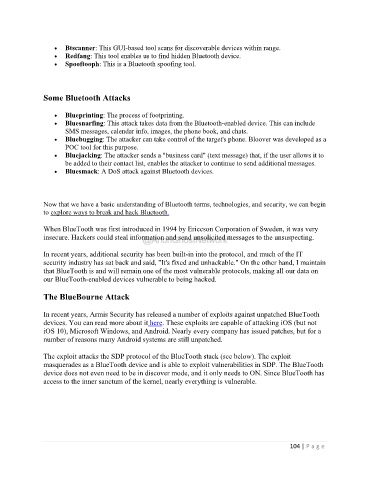 • Btscanner: This GUI-based tool scans for discoverable devices within range.
• Redfang: This tool enables us to find hidden Bluetooth device.
• Spooftooph: This is a Bluetooth spoofing tool.
Some Bluetooth Attacks
• Blueprinting: The process of footprinting.
• Bluesnarfing: This attack takes data from the Bluetooth-enabled device. This can include
SMS messages, calendar info, images, the phone book, and chats.
• Bluebugging: The attacker can take control of the target's phone. Bloover was developed as a
POC tool for this purpose.
• Bluejacking: The attacker sends a "business card" (text message) that, if the user allows it to
be added to their contact list, enables the attacker to continue to send additional messages.
• Bluesmack: A DoS attack against Bluetooth devices.
Now that we have a basic understanding of Bluetooth terms, technologies, and security, we can begin
to explore ways to break and hack Bluetooth.
When BlueTooth was first introduced in 1994 by Ericcson Corporation of Sweden, it was very
insecure. Hackers could steal information and send unsolicited messages to the unsuspecting.
In recent years, additional security has been built-in into the protocol, and much of the IT
security industry has sat back and said, "It's fixed and unhackable." On the other hand, I maintain
that BlueTooth is and will remain one of the most vulnerable protocols, making all our data on
our BlueTooth-enabled devices vulnerable to being hacked.
The BlueBourne Attack
In recent years, Armis Security has released a number of exploits against unpatched BlueTooth
devices. You can read more about it here. These exploits are capable of attacking iOS (but not
iOS 10), Microsoft Windows, and Android. Nearly every company has issued patches, but for a
number of reasons many Android systems are still unpatched.
The exploit attacks the SDP protocol of the BlueTooth stack (see below). The exploit
masquerades as a BlueTooth device and is able to exploit vulnerabilities in SDP. The BlueTooth
device does not even need to be in discover mode, and it only needs to ON. Since BlueTooth has
access to the inner sanctum of the kernel, nearly everything is vulnerable.
104 | Page